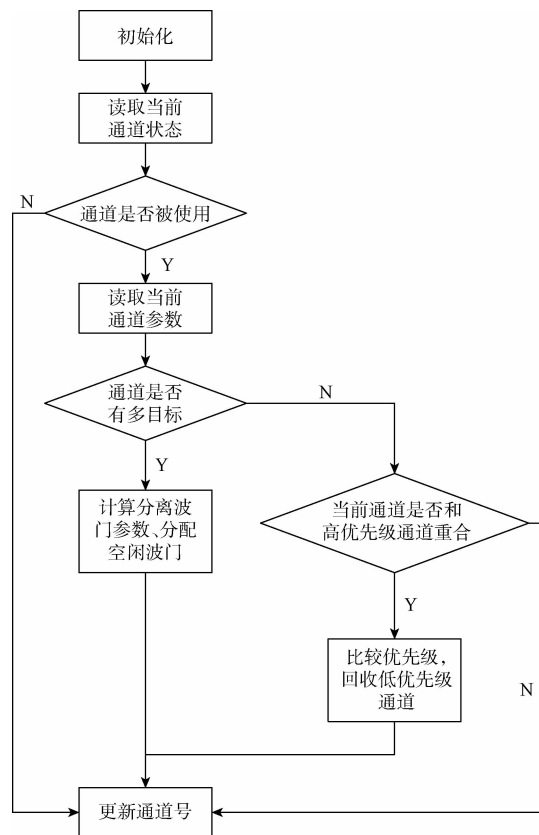 初始化
读取当前
通道状态
N
通道是否被使用
Y
读取当前
通道参数
通道是否
有多目标
N
Y
计算分离波
门参数、分配
空闲波门
当前通道是否和
高优先级通道重合
Y
比较优先级，
回收低优先级
通道
N
更新通道号